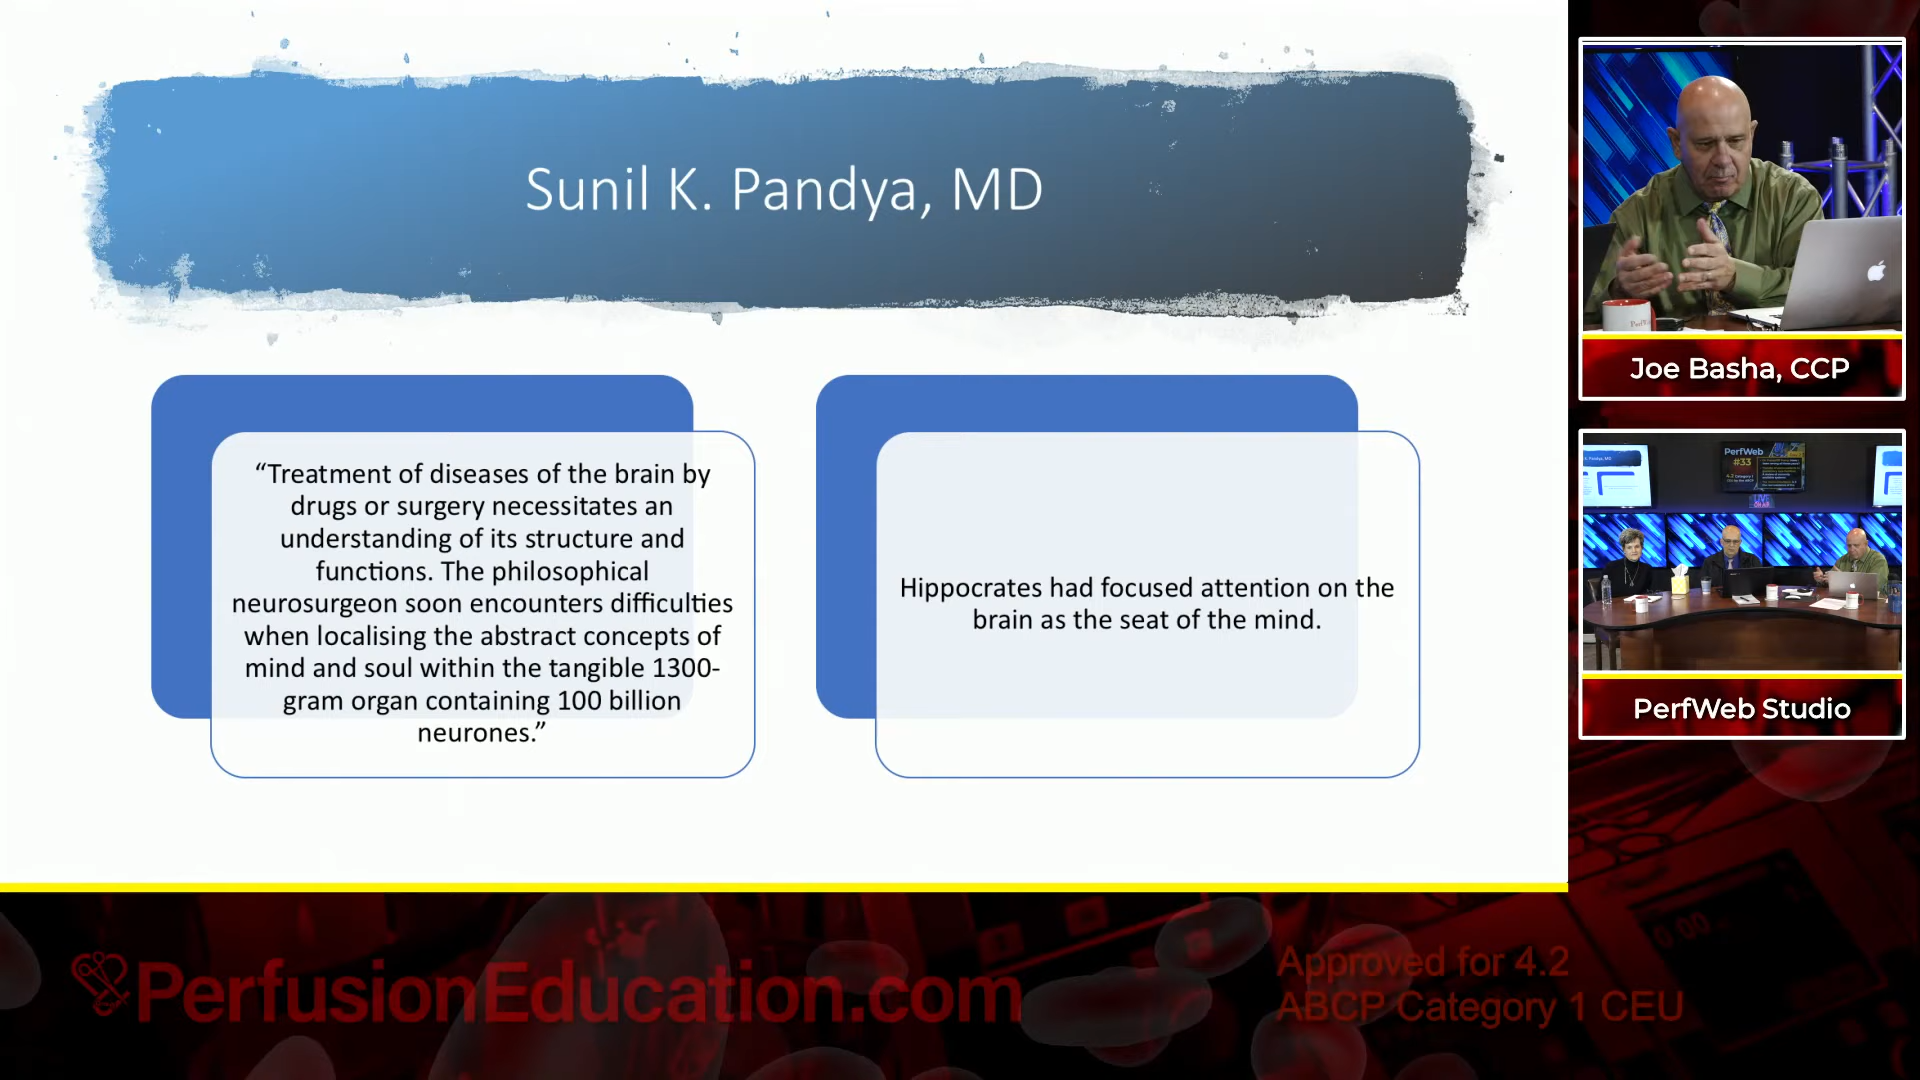 Sunil K. Pandya, MD
“Treatment of diseases of the brain by
drugs or surgery necessitates an
understanding of its structure and
functions. The philosophical
neurosurgeon soon encounters difficulties
when localising the abstract concepts of
mind and soul within the tangible 1300-
gram organ containing 100 billion
neurones.”
Hippocrates had focused attention on the
brain as the seat of the mind.
Joe Basha, CCP
PerfWeb
#33
PerfWeb Studio
PerfusionEducation.com
Approved for 4.2
ABCP Category 1 CEU